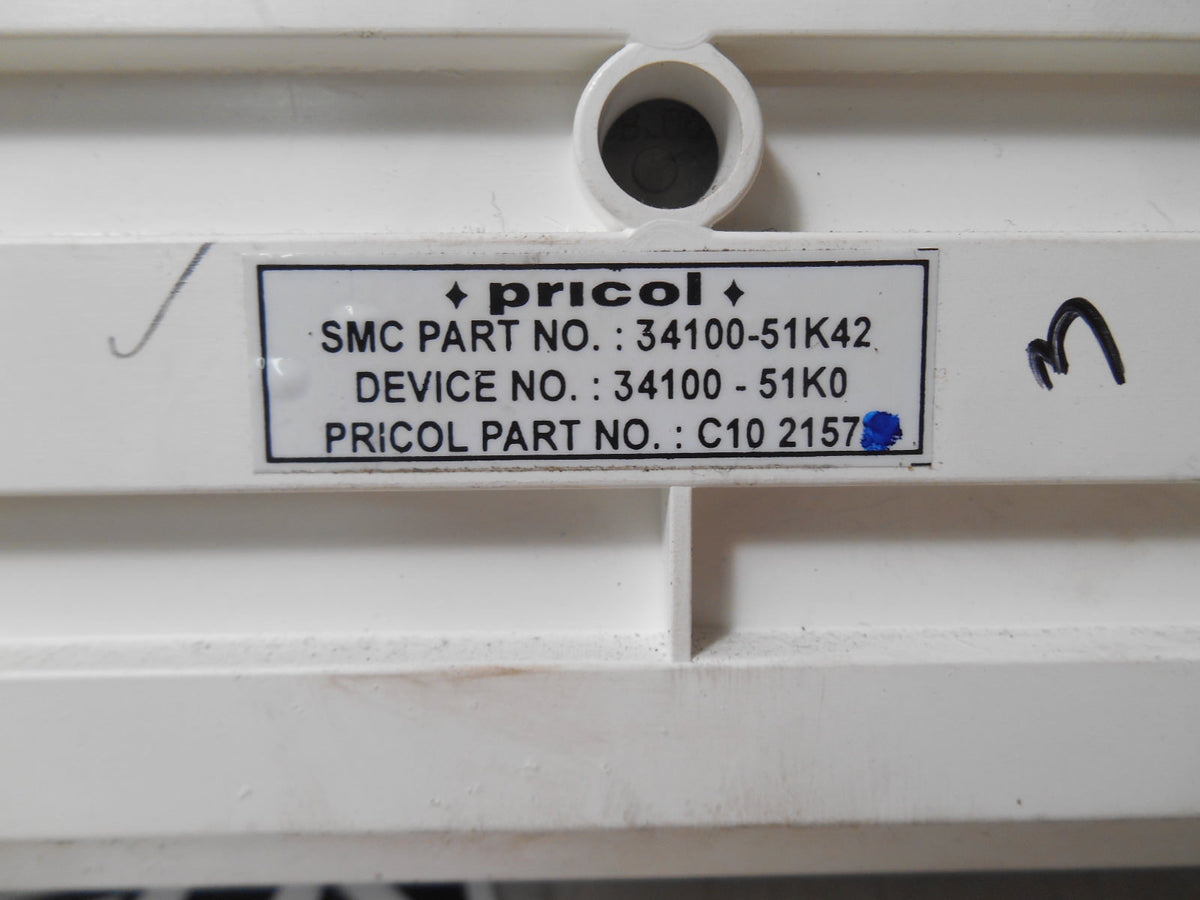 pricol
SMC PART NO. : 34100-51K42
DEVICE NO. : 34100 - 51K0
PRICOL PART NO. : C10 2157